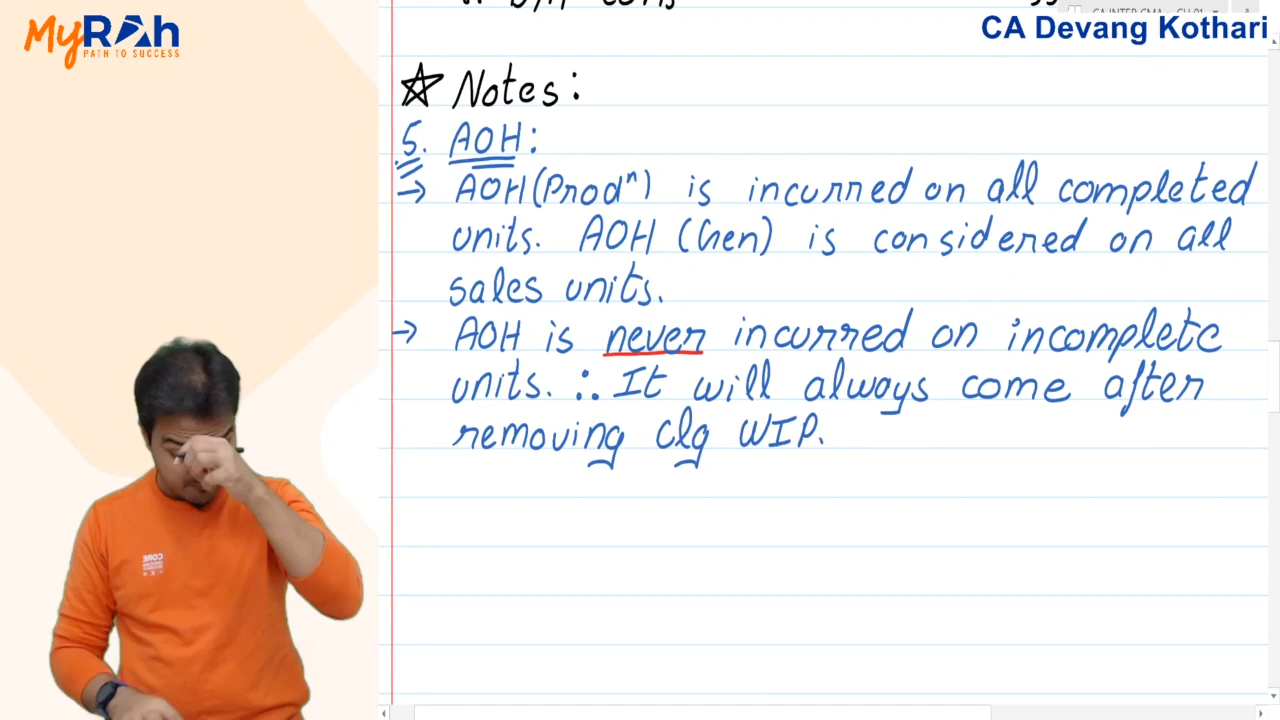 MyRAh
PATH TO SUCCESS
CA Devang Kothari
☆ Notes:
5. AOH:
→ AOH (Prodⁿ) is incurred on all completed
units. AOH (Gen) is considered on all
sales units.
→ AOH is never incurred on incomplete
units. ∴ It will always come after
removing clg WIP.
CORE